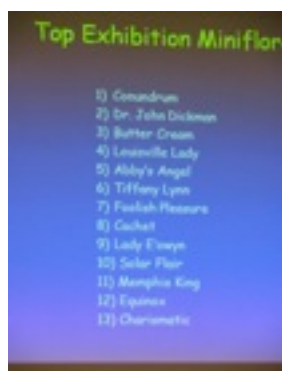 Top Exhibition Miniflor
1) Conundrum
2) Dr. John Dickman
3) Butter Cream
4) Louisville Lady
5) Abby's Angel
6) Tiffany Lynn
7) Foolish Pleasure
8) Cachet
9) Lady E'owyn
10) Solar Flair
11) Memphis King
12) Equinox
13) Charismatic